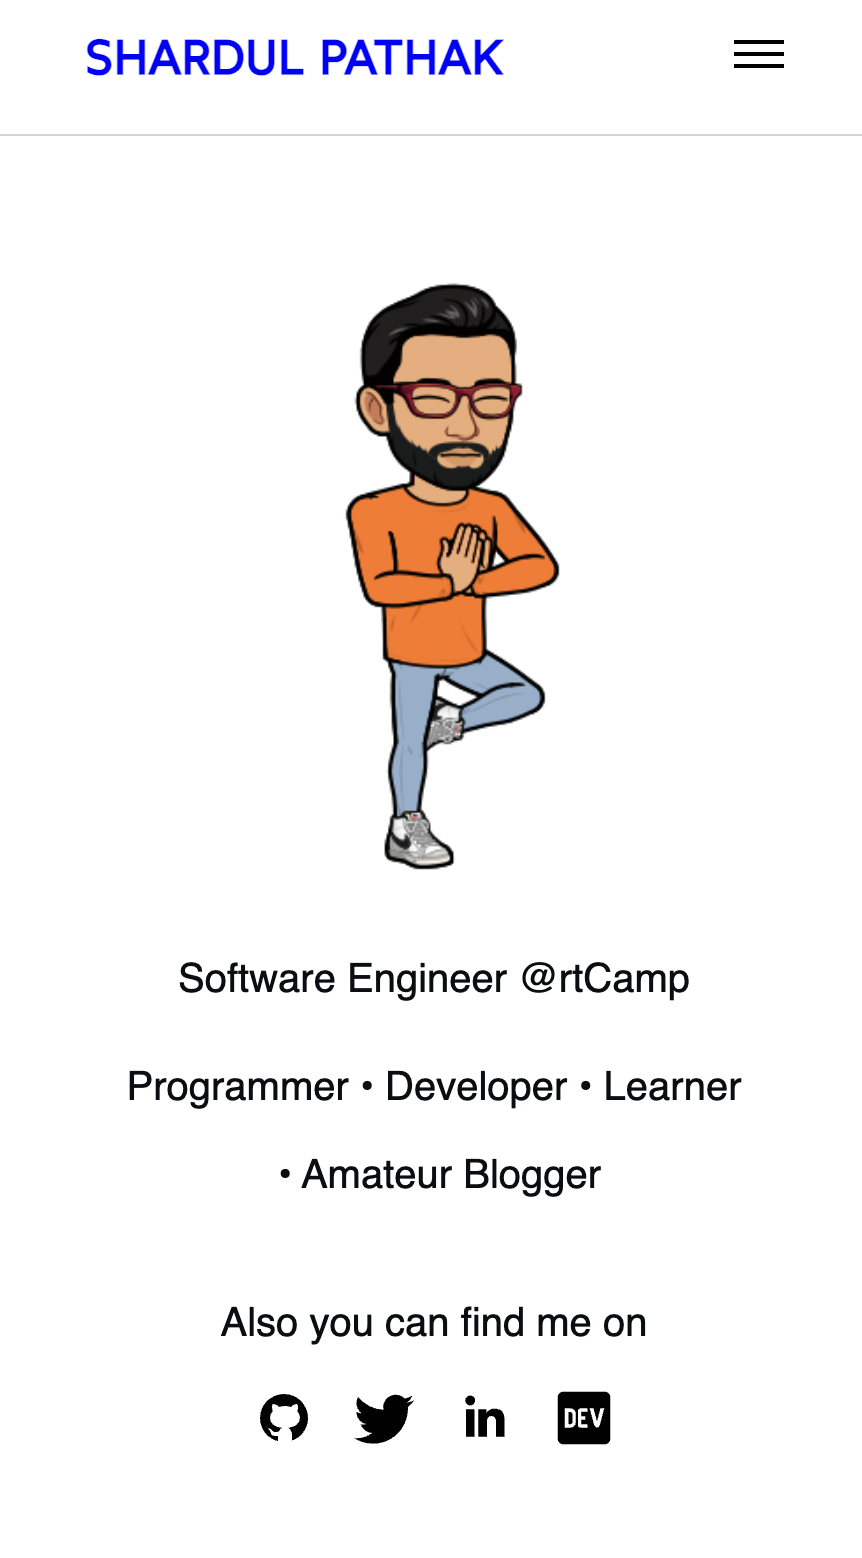 SHARDUL PATHAK
Software Engineer @rtCamp
Programmer • Developer • Learner
• Amateur Blogger
Also you can find me on
in
DEV